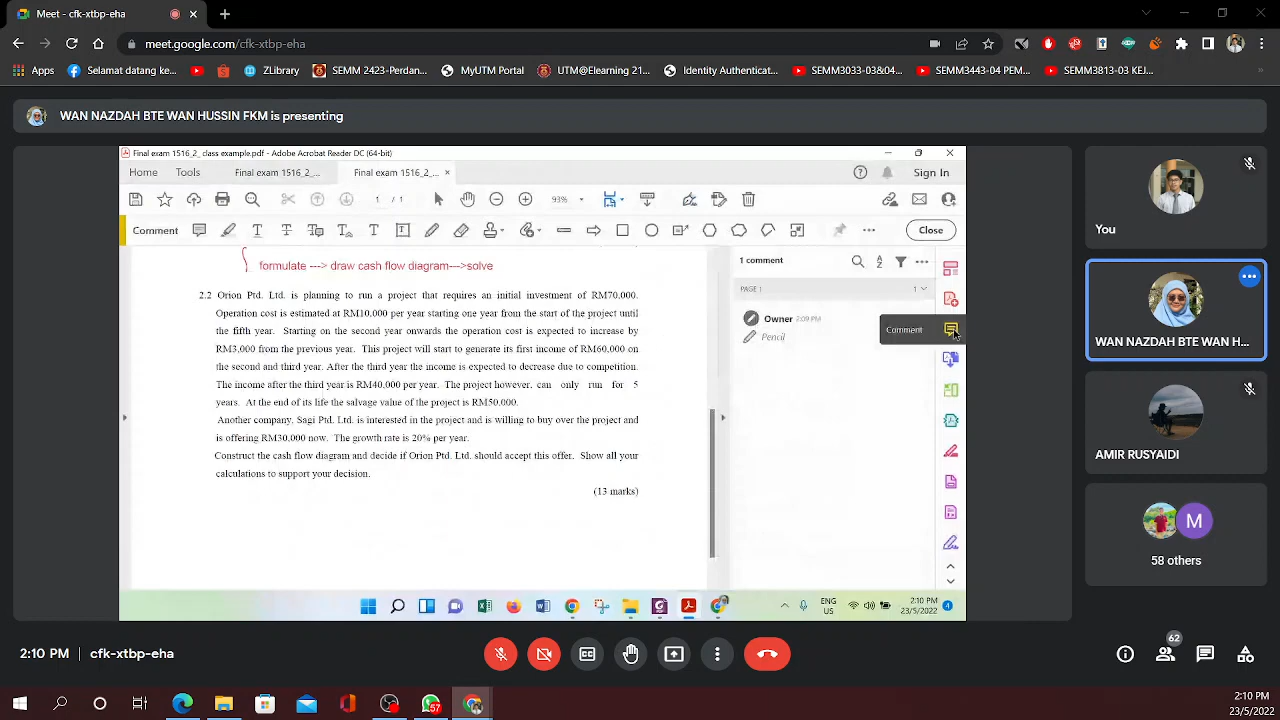 Meet - cfk-xtbp-eha
meet.google.com/cfk-xtbp-eha
Apps
Selamat datang ke...
ZLibrary
SEMM 2423-Perdan...
MyUTM Portal
UTM@Elearning 21...
Identity Authenticat...
SEMM3033-03&04...
SEMM3443-04 PEM...
SEMM3813-03 KEJ...
WAN NAZDAH BTE WAN HUSSIN FKM is presenting
Final exam 1516_2_ class example.pdf - Adobe Acrobat Reader DC (64-bit)
Home Tools Final exam 1516_2_... Final exam 1516_2_... × Sign In
1 / 1 93%
Comment Close
formulate ---> draw cash flow diagram--->solve
2.2 Orion Ptd. Ltd. is planning to run a project that requires an initial investment of RM70,000.
Operation cost is estimated at RM10,000 per year starting one year from the start of the project until
the fifth year. Starting on the second year onwards the operation cost is expected to increase by
RM3,000 from the previous year. This project will start to generate its first income of RM60,000 on
the second and third year. After the third year the income is expected to decrease due to competition.
The income after the third year is RM40,000 per year. The project however, can only run for 5
years. At the end of its life the salvage value of the project is RM50,000.
Another company, Sagi Ptd. Ltd. is interested in the project and is willing to buy over the project and
is offering RM30,000 now. The growth rate is 20% per year.
Construct the cash flow diagram and decide if Orion Ptd. Ltd. should accept this offer. Show all your
calculations to support your decision.
(13 marks)
1 comment
PAGE 1 1
Owner 2:09 PM
Pencil
Comment
ENG
US
2:10 PM
23/5/2022
4
You
WAN NAZDAH BTE WAN H...
AMIR RUSYAIDI
M
58 others
2:10 PM | cfk-xtbp-eha
62
57
2:10 PM
23/5/2022